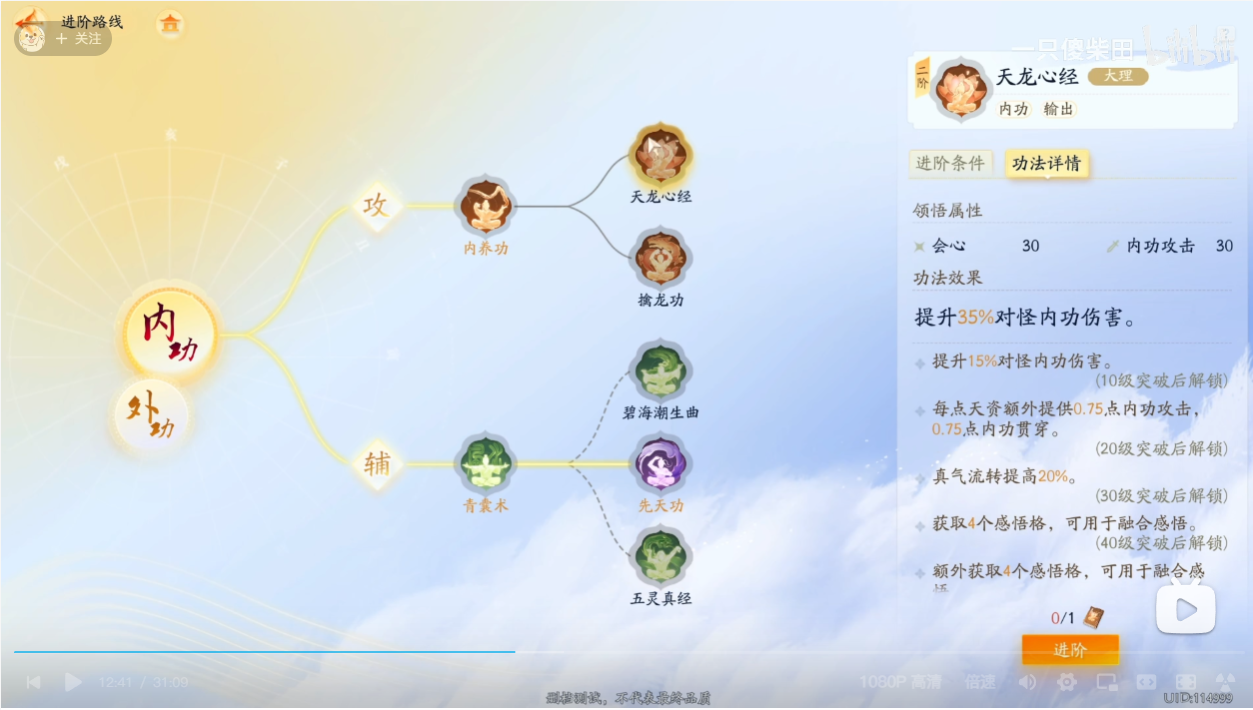 进阶路线
+ 关注
一只傻柴田
bilibili
二阶
天龙心经
大理
内功 输出
进阶条件
功法详情
领悟属性
会心 30
内功攻击 30
功法效果
提升35%对怪内功伤害。
提升15%对怪内功伤害。
(10级突破后解锁)
每点天资额外提供0.75点内功攻击，
0.75点内功贯穿。
(20级突破后解锁)
真气流转提高20%。
(30级突破后解锁)
获取4个感悟格，可用于融合感悟。
(40级突破后解锁)
额外获取4个感悟格，可用于融合感
悟
0/1
进阶
内功
外功
攻
内养功
天龙心经
擒龙功
辅
青囊术
碧海潮生曲
先天功
五灵真经
12:41 / 31:09
1080P 高清
倍速
删档测试，不代表最终品质
UID:114999